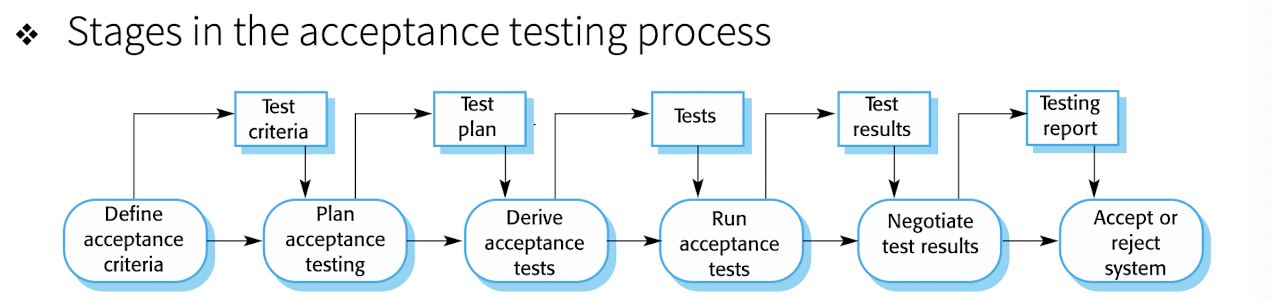 ❖ Stages in the acceptance testing process
Test
criteria
Test
plan
Tests
Test
results
Testing
report
Define
acceptance
criteria
Plan
acceptance
testing
Derive
acceptance
tests
Run
acceptance
tests
Negotiate
test results
Accept or
reject
system